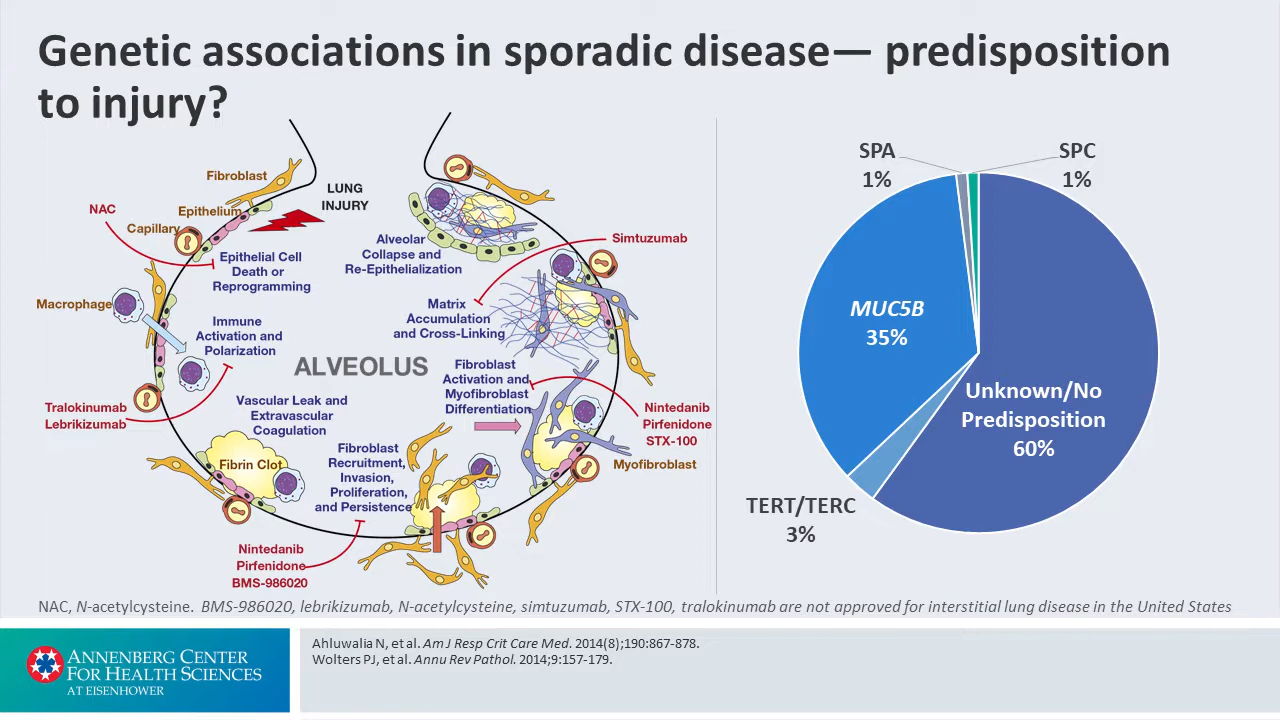 Genetic associations in sporadic disease— predisposition
to injury?
Fibroblast
LUNG
INJURY
NAC
Epithelium
Capillary
Epithelial Cell
Death or
Reprogramming
Alveolar
Collapse and
Re-Epithelialization
Simtuzumab
Macrophage
Immune
Activation and
Polarization
Matrix
Accumulation
and Cross-Linking
ALVEOLUS
Fibroblast
Activation and
Myofibroblast
Differentiation
Tralokinumab
Lebrikizumab
Vascular Leak and
Extravascular
Coagulation
Nintedanib
Pirfenidone
STX-100
Fibrin Clot
Fibroblast
Recruitment,
Invasion,
Proliferation,
and Persistence
Myofibroblast
Nintedanib
Pirfenidone
BMS-986020
SPA
1%
SPC
1%
MUC5B
35%
Unknown/No
Predisposition
60%
TERT/TERC
3%
NAC, N-acetylcysteine. BMS-986020, lebrikizumab, N-acetylcysteine, simtuzumab, STX-100, tralokinumab are not approved for interstitial lung disease in the United States
ANNENBERG CENTER
FOR HEALTH SCIENCES
AT EISENHOWER
Ahluwalia N, et al. Am J Resp Crit Care Med. 2014(8);190:867-878.
Wolters PJ, et al. Annu Rev Pathol. 2014;9:157-179.